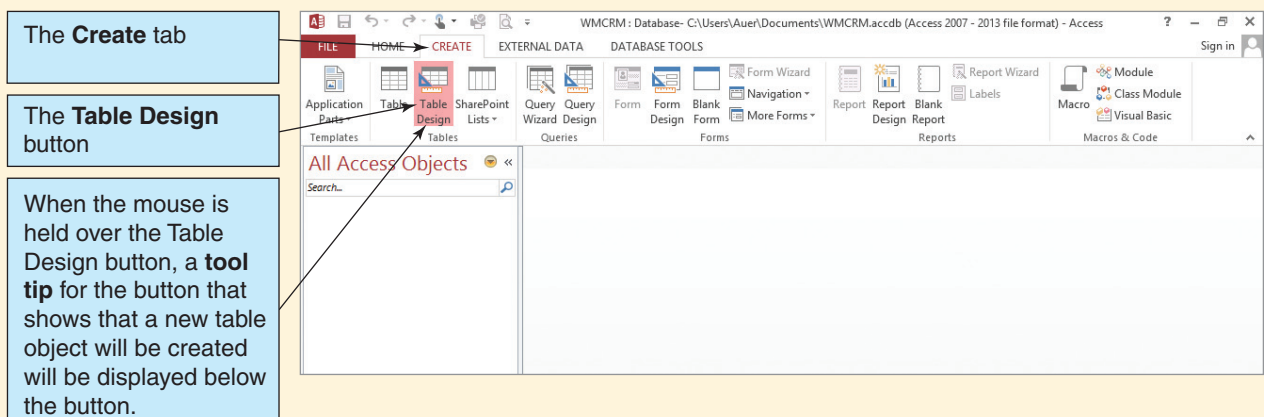 The Create tab
The Table Design
button
When the mouse is
held over the Table
Design button, a tool
tip for the button that
shows that a new table
object will be created
will be displayed below
the button.
WMCRM : Database- C:\Users\Auer\Documents\WMCRM.accdb (Access 2007 - 2013 file format) - Access
FILE HOME CREATE EXTERNAL DATA DATABASE TOOLS Sign in
Application Parts
Table
Table Design
SharePoint Lists
Query Wizard
Query Design
Form
Form Design
Blank Form
Form Wizard
Navigation
More Forms
Report
Report Design
Blank Report
Report Wizard
Labels
Macro
Module
Class Module
Visual Basic
Templates Tables Queries Forms Reports Macros & Code
All Access Objects
Search...